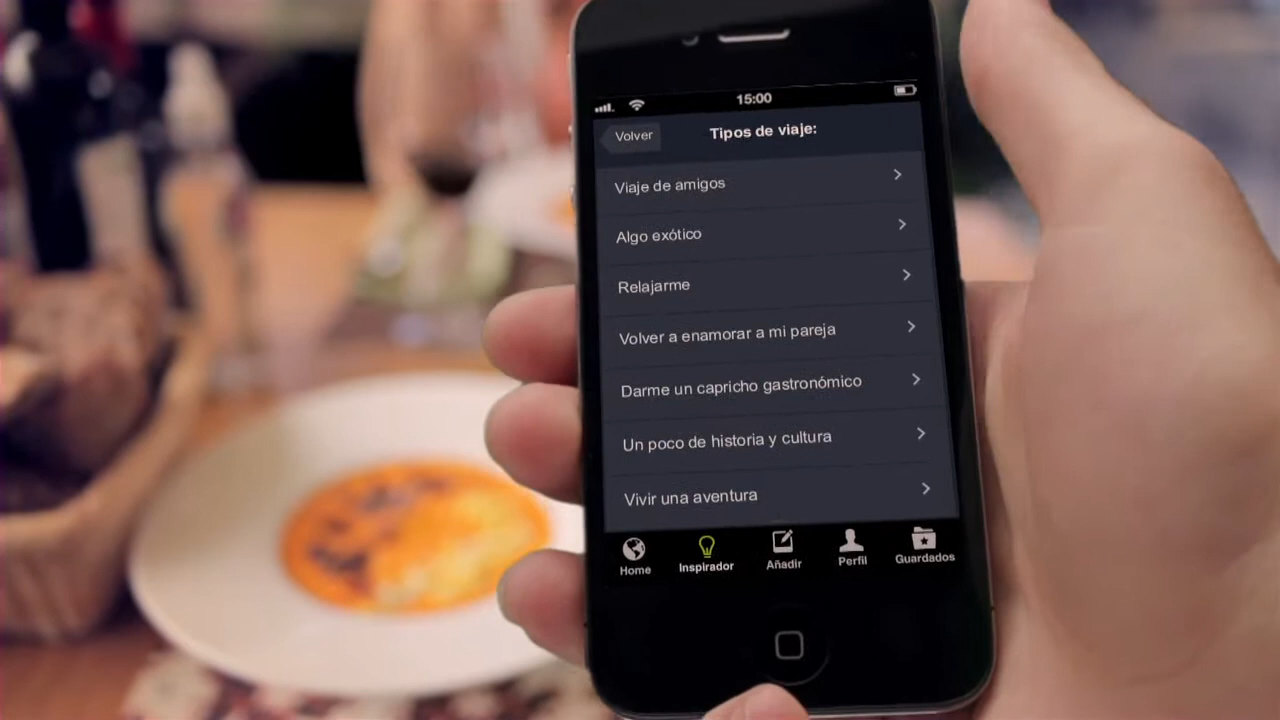 15:00
Volver
Tipos de viaje:
Viaje de amigos
Algo exótico
Relajarme
Volver a enamorar a mi pareja
Darme un capricho gastronómico
Un poco de historia y cultura
Vivir una aventura
Home Inspirador Añadir Perfil Guardados